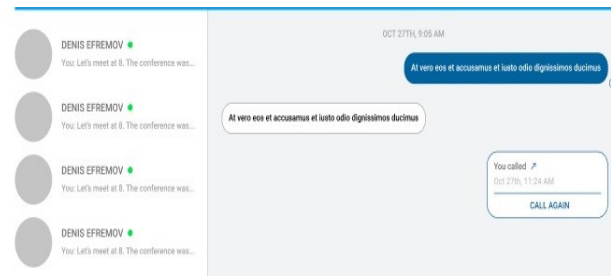 DENIS EFREMOV
You: Let's meet at 8. The conference was...
DENIS EFREMOV
You: Let's meet at 8. The conference was...
DENIS EFREMOV
You: Let's meet at 8. The conference was...
DENIS EFREMOV
You: Let's meet at 8. The conference was...
OCT 27TH, 9:05 AM
At vero eos et accusamus et iusto odio dignissimos ducimus
At vero eos et accusamus et iusto odio dignissimos ducimus
You called
Oct 27th, 11:24 AM
CALL AGAIN